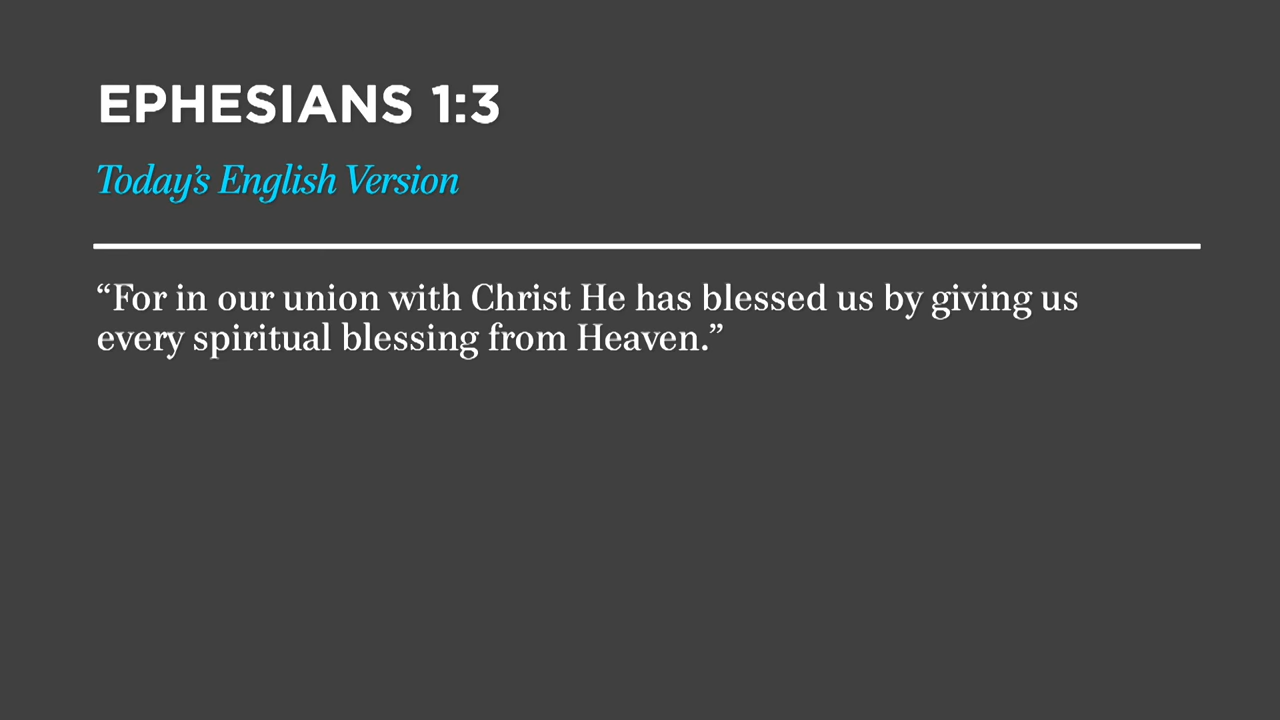 EPHESIANS 1:3
Today’s English Version
“For in our union with Christ He has blessed us by giving us
every spiritual blessing from Heaven.”